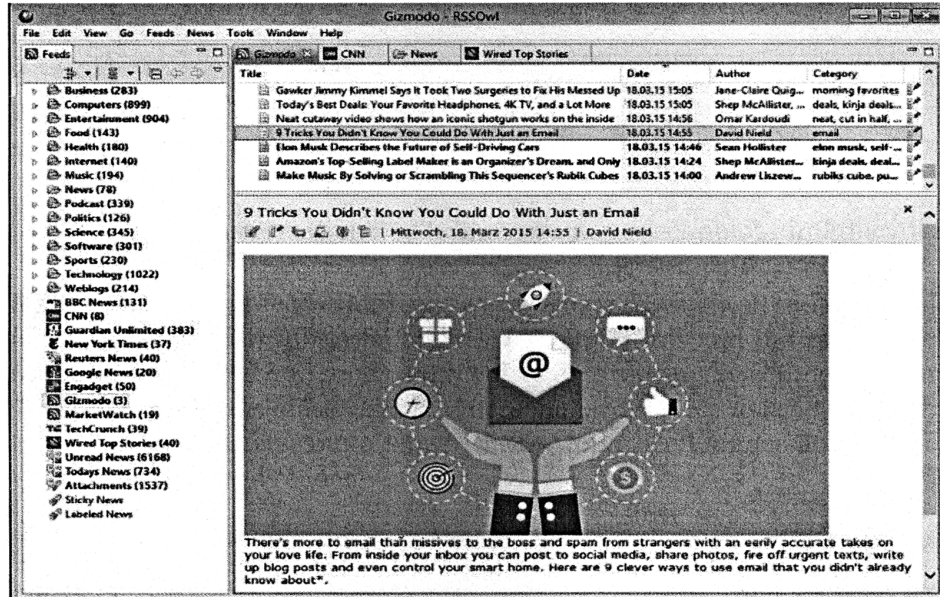 Gizmodo - RSSOwl
File Edit View Go Feeds News Tools Window Help
Feeds
Business (283)
Computers (899)
Entertainment (904)
Food (143)
Health (180)
Internet (140)
Music (194)
News (78)
Podcast (339)
Politics (126)
Science (345)
Software (301)
Sports (230)
Technology (1022)
Weblogs (214)
BBC News (131)
CNN (8)
Guardian Unlimited (383)
New York Times (37)
Reuters News (40)
Google News (20)
Engadget (50)
Gizmodo (3)
MarketWatch (19)
TechCrunch (39)
Wired Top Stories (40)
Unread News (6168)
Todays News (734)
Attachments (1537)
Sticky News
Labeled News
Gizmodo CNN News Wired Top Stories
Title Date Author Category
Gawker Jimmy Kimmel Says It Took Two Surgeries to Fix His Messed Up 18.03.15 15:05 Jane-Claire Quig... morning favorites
Today's Best Deals: Your Favorite Headphones, 4K TV, and a Lot More 18.03.15 15:05 Shep McAllister, ... deals, kinja deals...
Neat cutaway video shows how an iconic shotgun works on the inside 18.03.15 14:56 Omar Kardoudi neat, cut in half, ...
9 Tricks You Didn't Know You Could Do With Just an Email 18.03.15 14:55 David Nield email
Elon Musk Describes the Future of Self-Driving Cars 18.03.15 14:46 Sean Hollister elon musk, self-...
Amazon's Top-Selling Label Maker is an Organizer's Dream, and Only 18.03.15 14:24 Shep McAllister... kinja deals, deal...
Make Music By Solving or Scrambling This Sequencer's Rubik Cubes 18.03.15 14:00 Andrew Liszew... rubiks cube, pu...
9 Tricks You Didn't Know You Could Do With Just an Email
| Mittwoch, 18. März 2015 14:55 | David Nield
@
$
There's more to email than missives to the boss and spam from strangers with an eerily accurate takes on
your love life. From inside your inbox you can post to social media, share photos, fire off urgent texts, write
up blog posts and even control your smart home. Here are 9 clever ways to use email that you didn't already
know about*.